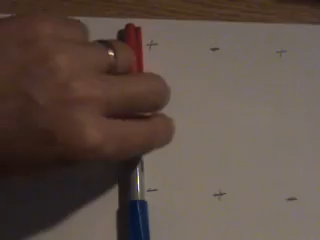 + - +
- + -